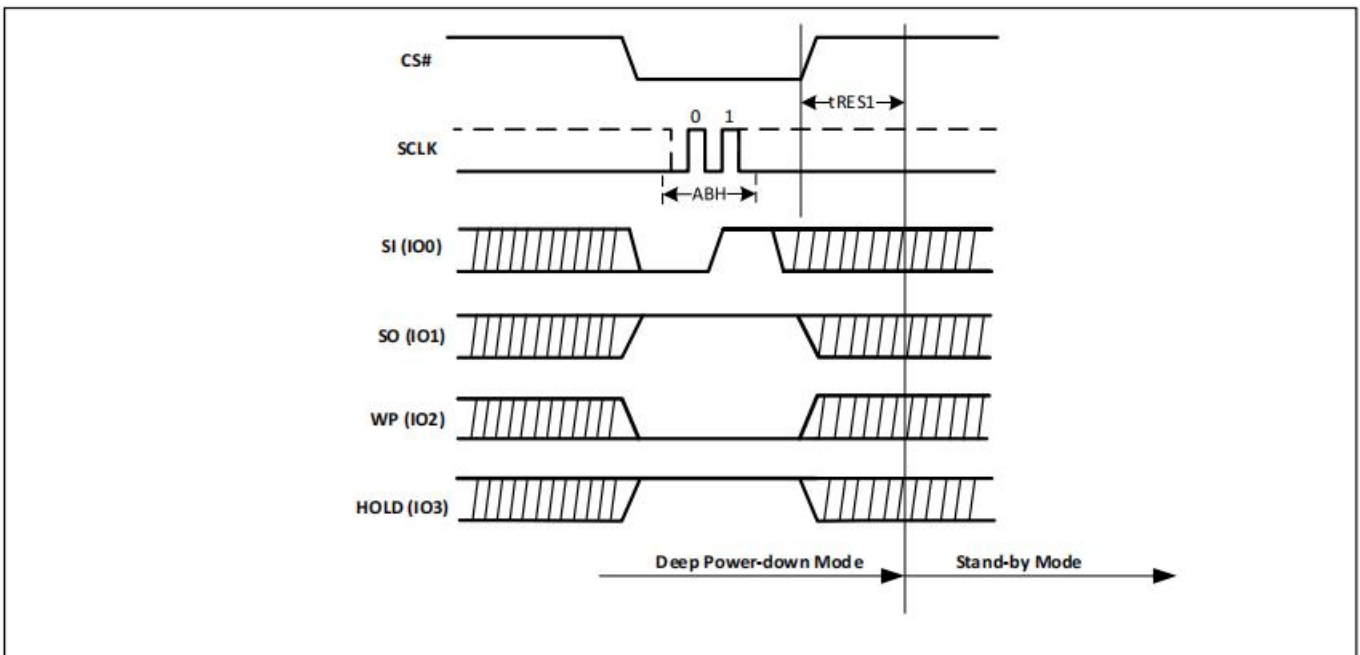 CS#
tRES1
0 1
SCLK
ABH
SI (IO0)
SO (IO1)
WP (IO2)
HOLD (IO3)
Deep Power-down Mode Stand-by Mode